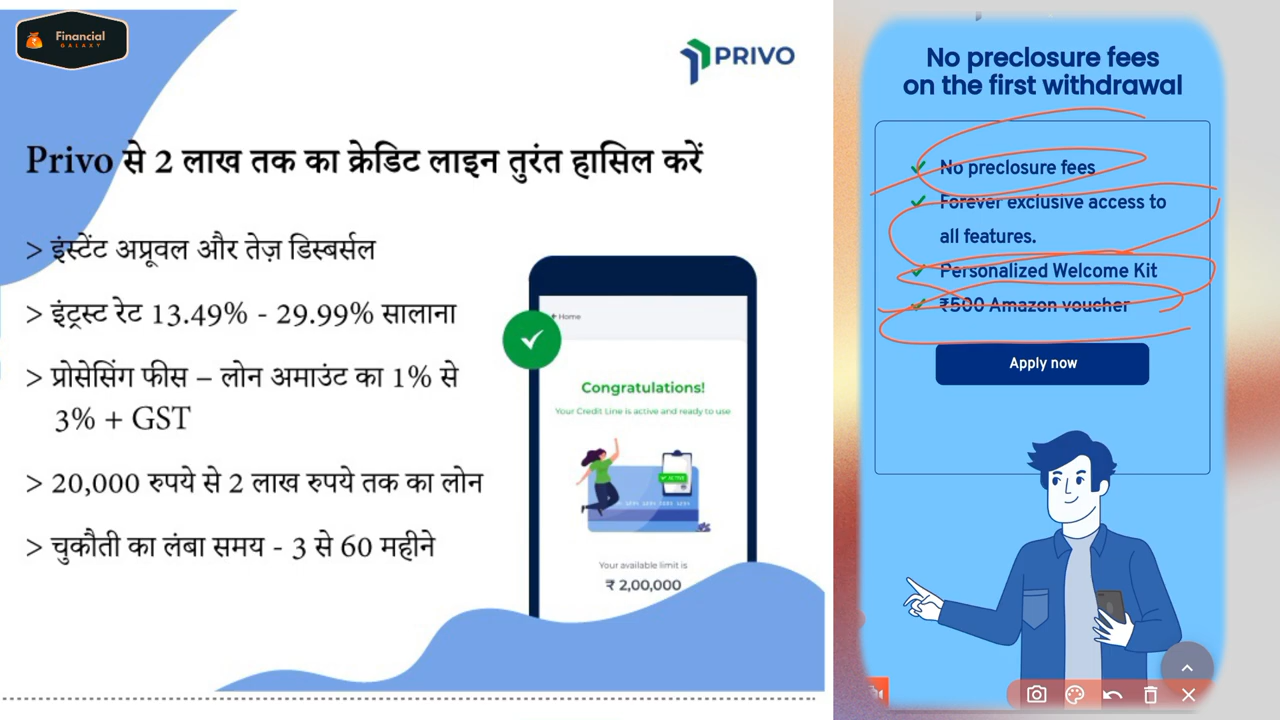 Financial
GALAXY
PRIVO
Privo से 2 लाख तक का क्रेडिट लाइन तुरंत हासिल करें
> इंस्टेंट अप्रूवल और तेज़ डिस्बर्सल
> इंट्रस्ट रेट 13.49% - 29.99% सालाना
> प्रोसेसिंग फीस – लोन अमाउंट का 1% से
3% + GST
> 20,000 रुपये से 2 लाख रुपये तक का लोन
> चुकौती का लंबा समय - 3 से 60 महीने
Home
Congratulations!
Your Credit Line is active and ready to use
ACTIVE
Your available limit is
₹ 2,00,000
No preclosure fees
on the first withdrawal
No preclosure fees
Forever exclusive access to
all features.
Personalized Welcome Kit
₹500 Amazon voucher
Apply now